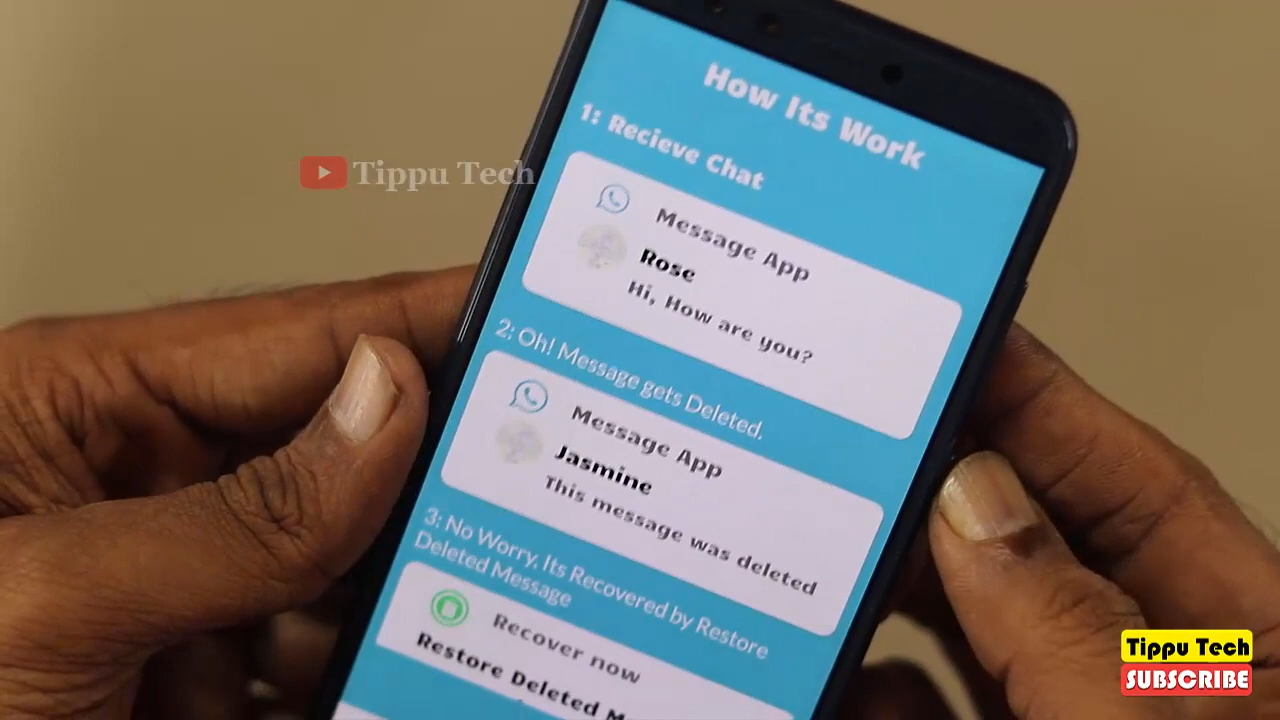 How Its Work
1: Recieve Chat
Tippu Tech
Message App
Rose
Hi, How are you?
2: Oh! Message gets Deleted.
Message App
Jasmine
This message was deleted
3: No Worry, Its Recovered by Restore
Deleted Message
Recover now
Restore Deleted M
Tippu Tech
SUBSCRIBE